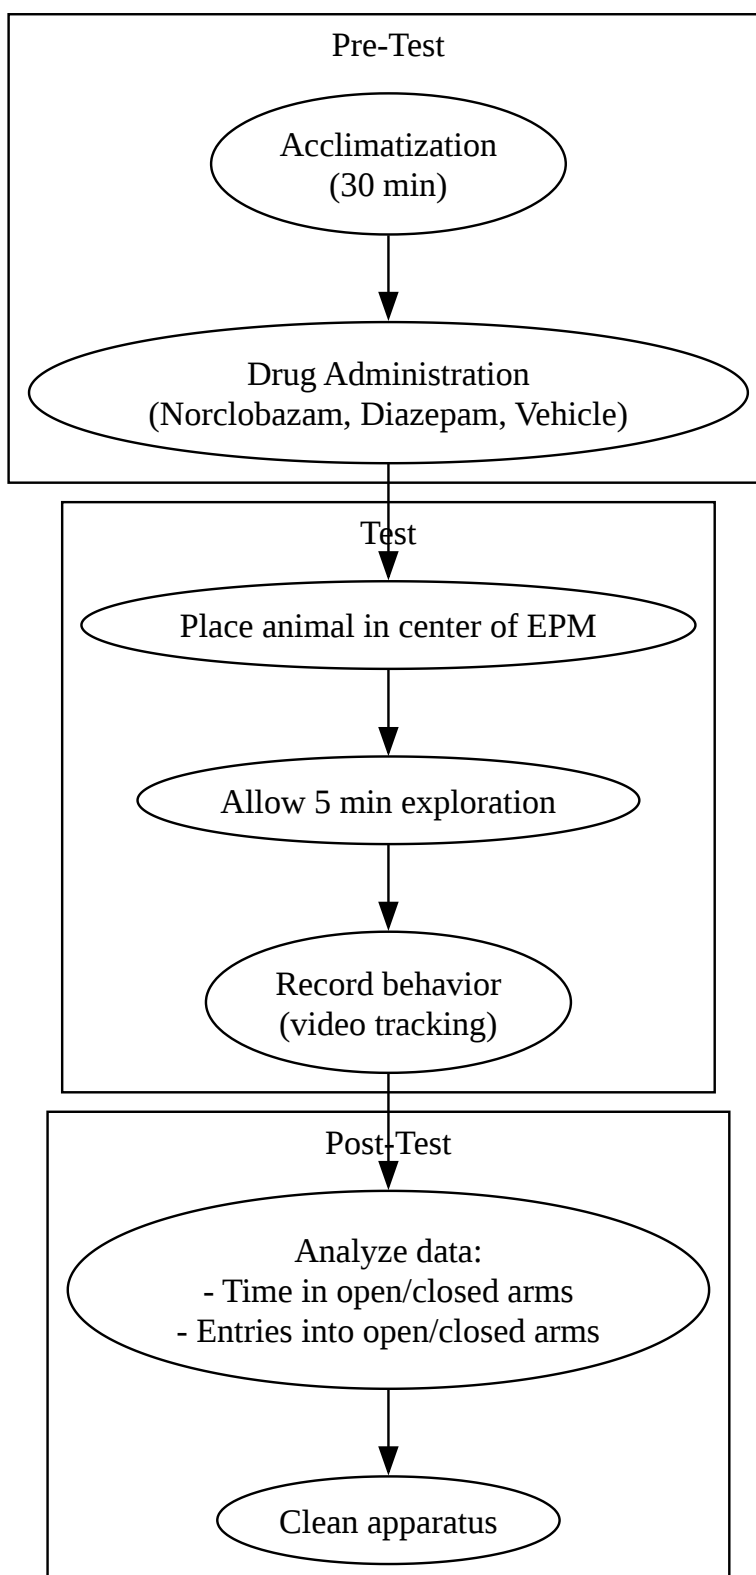 Pre-Test
Acclimatization
(30 min)
Drug Administration
(Norclobazam, Diazepam, Vehicle)
Test
Place animal in center of EPM
Allow 5 min exploration
Record behavior
(video tracking)
Post-Test
Analyze data:
- Time in open/closed arms
- Entries into open/closed arms
Clean apparatus